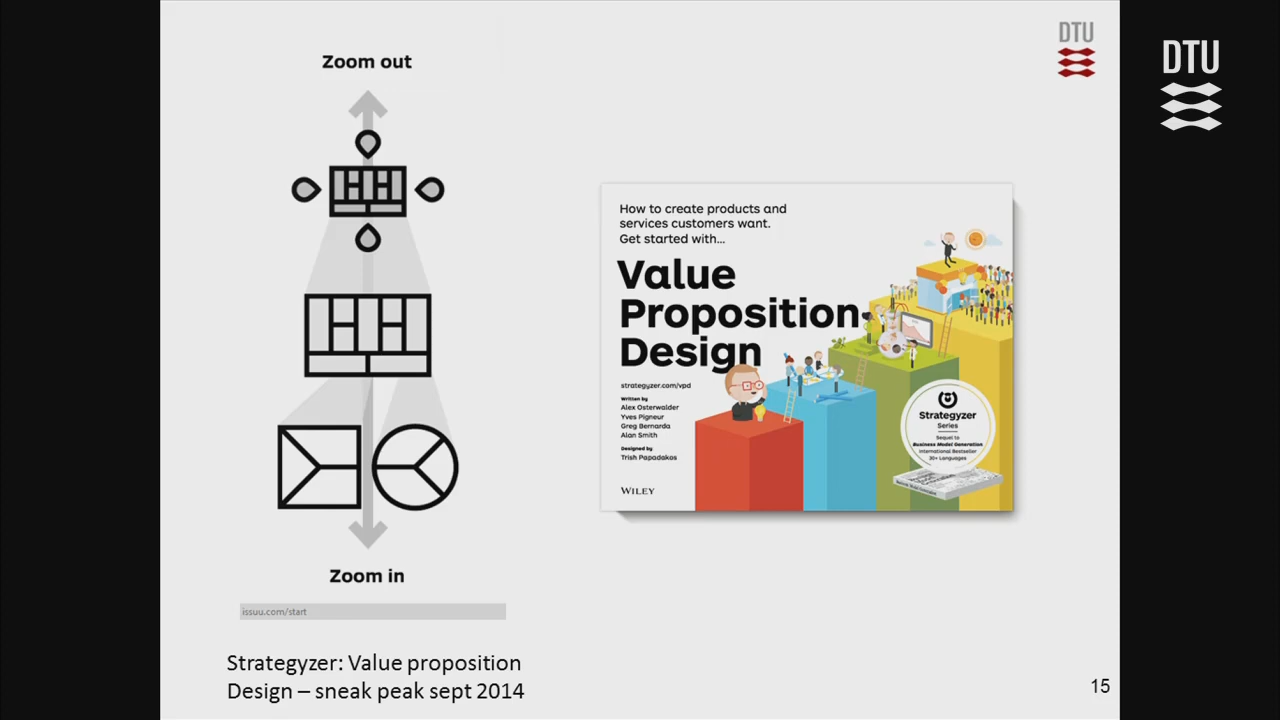 Zoom out
Zoom in
issuu.com/start
Strategyzer: Value proposition
Design – sneak peak sept 2014
How to create products and
services customers want.
Get started with...
Value
Proposition
Design
strategyzer.com/vpd
Written by
Alex Osterwalder
Yves Pigneur
Greg Bernarda
Alan Smith
Designed by
Trish Papadakos
WILEY
Strategyzer
Series
Sequel to
Business Model Generation
International Bestseller
30+ Languages
DTU
15
DTU